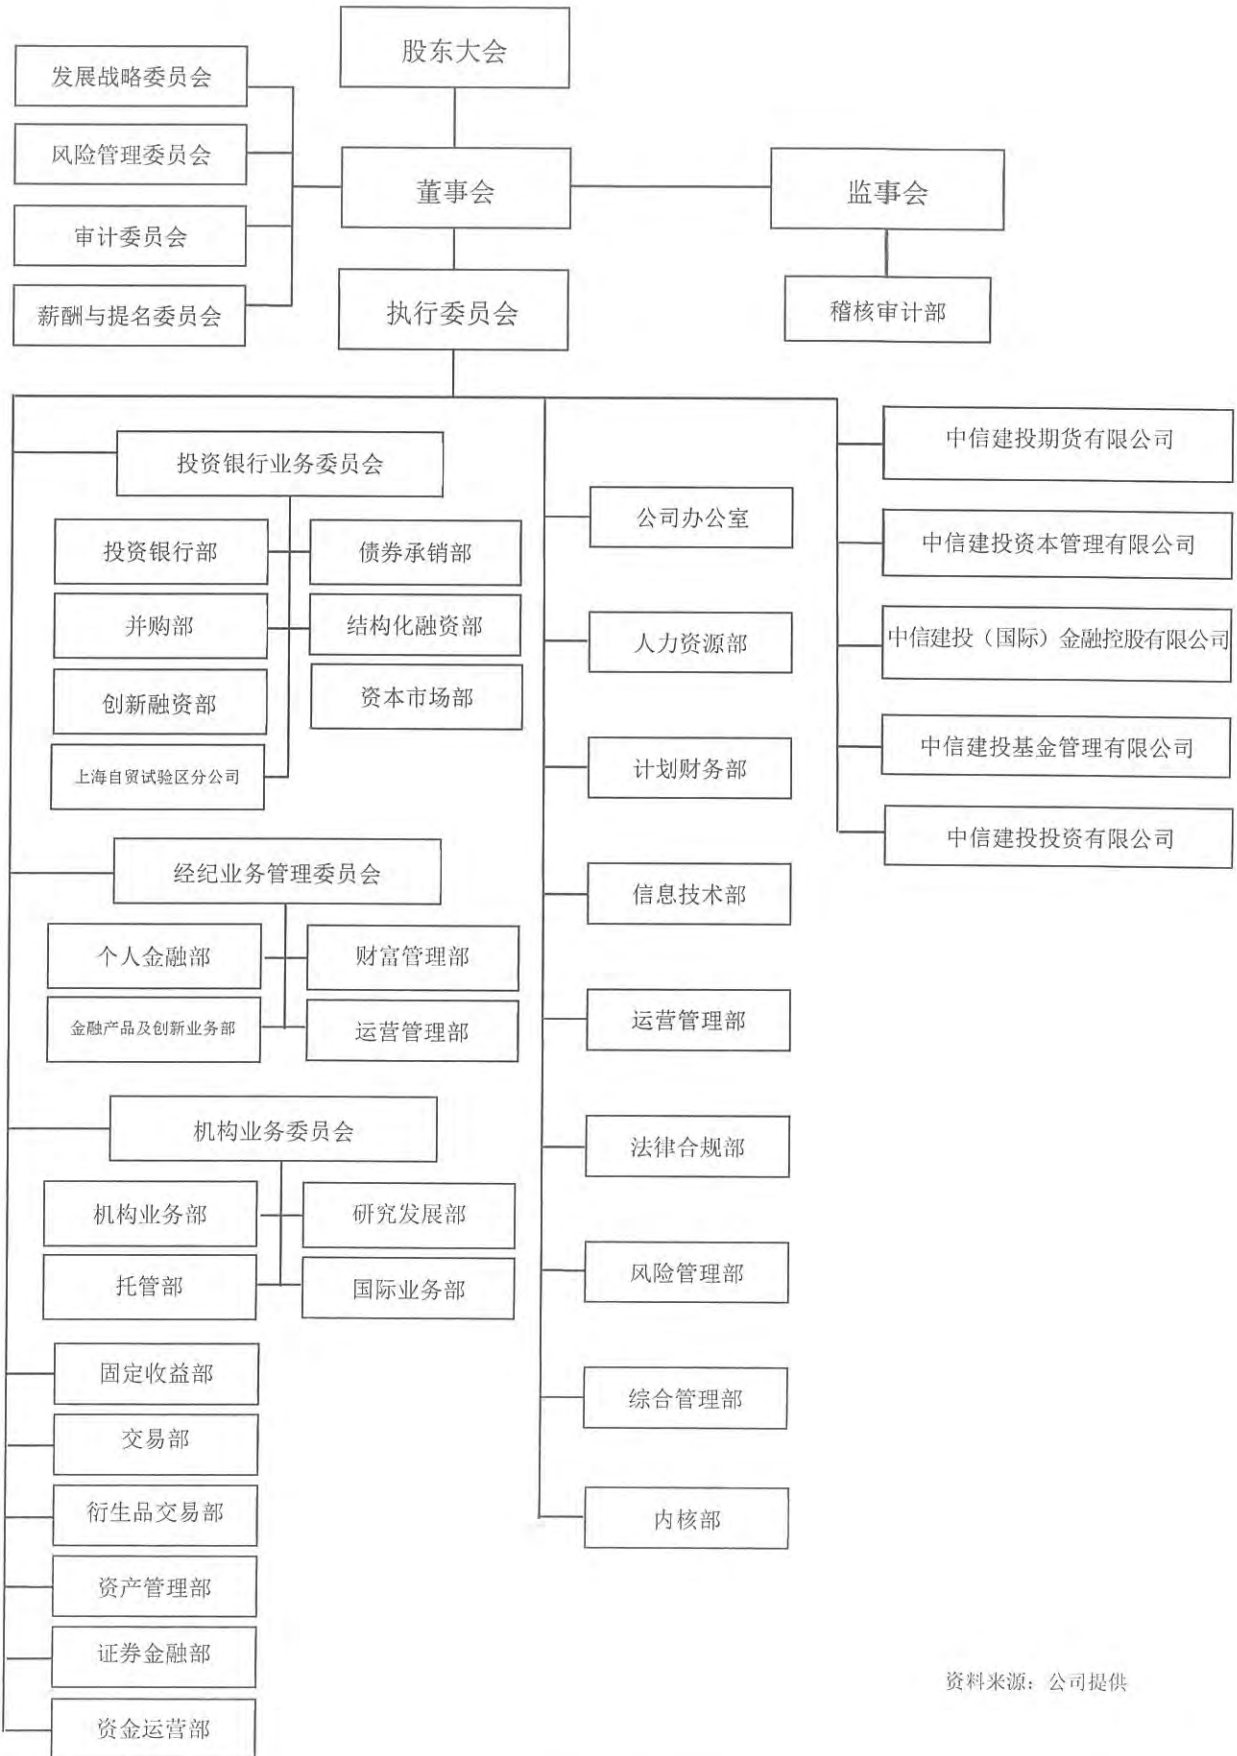 股东大会
发展战略委员会
风险管理委员会
董事会
监事会
审计委员会
薪酬与提名委员会
执行委员会
稽核审计部
投资银行业务委员会
投资银行部
债券承销部
并购部
结构化融资部
创新融资部
资本市场部
上海自贸试验区分公司
经纪业务管理委员会
个人金融部
财富管理部
金融产品及创新业务部
运营管理部
机构业务委员会
机构业务部
研究发展部
托管部
国际业务部
固定收益部
交易部
衍生品交易部
资产管理部
证券金融部
资金运营部
公司办公室
人力资源部
计划财务部
信息技术部
运营管理部
法律合规部
风险管理部
综合管理部
内核部
中信建投期货有限公司
中信建投资本管理有限公司
中信建投（国际）金融控股有限公司
中信建投基金管理有限公司
中信建投投资有限公司
资料来源：公司提供